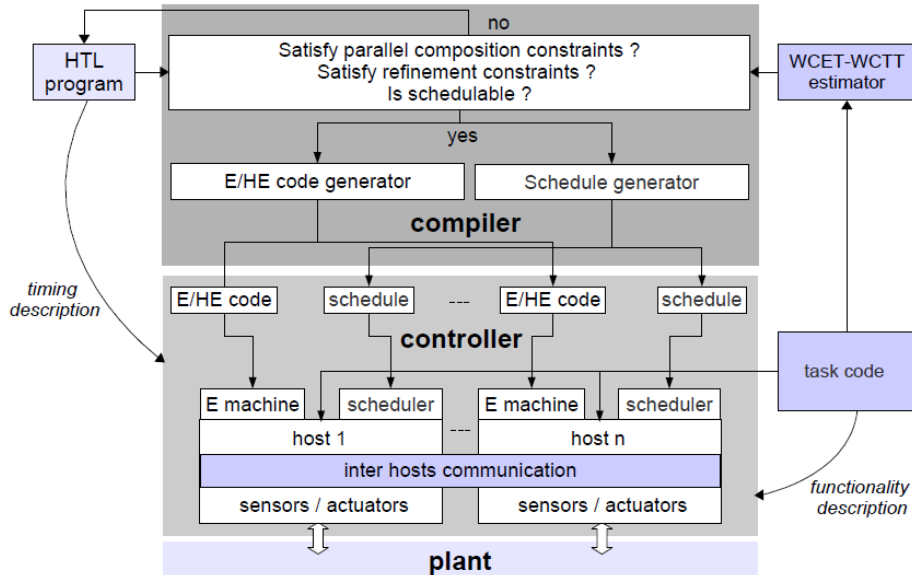 no
HTL
program
Satisfy parallel composition constraints ?
Satisfy refinement constraints ?
Is schedulable ?
WCET-WCTT
estimator
yes
E/HE code generator
Schedule generator
compiler
timing
description
E/HE code
schedule
---
E/HE code
schedule
controller
task code
E machine
scheduler
E machine
scheduler
host 1
---
host n
inter hosts communication
sensors / actuators
sensors / actuators
functionality
description
plant